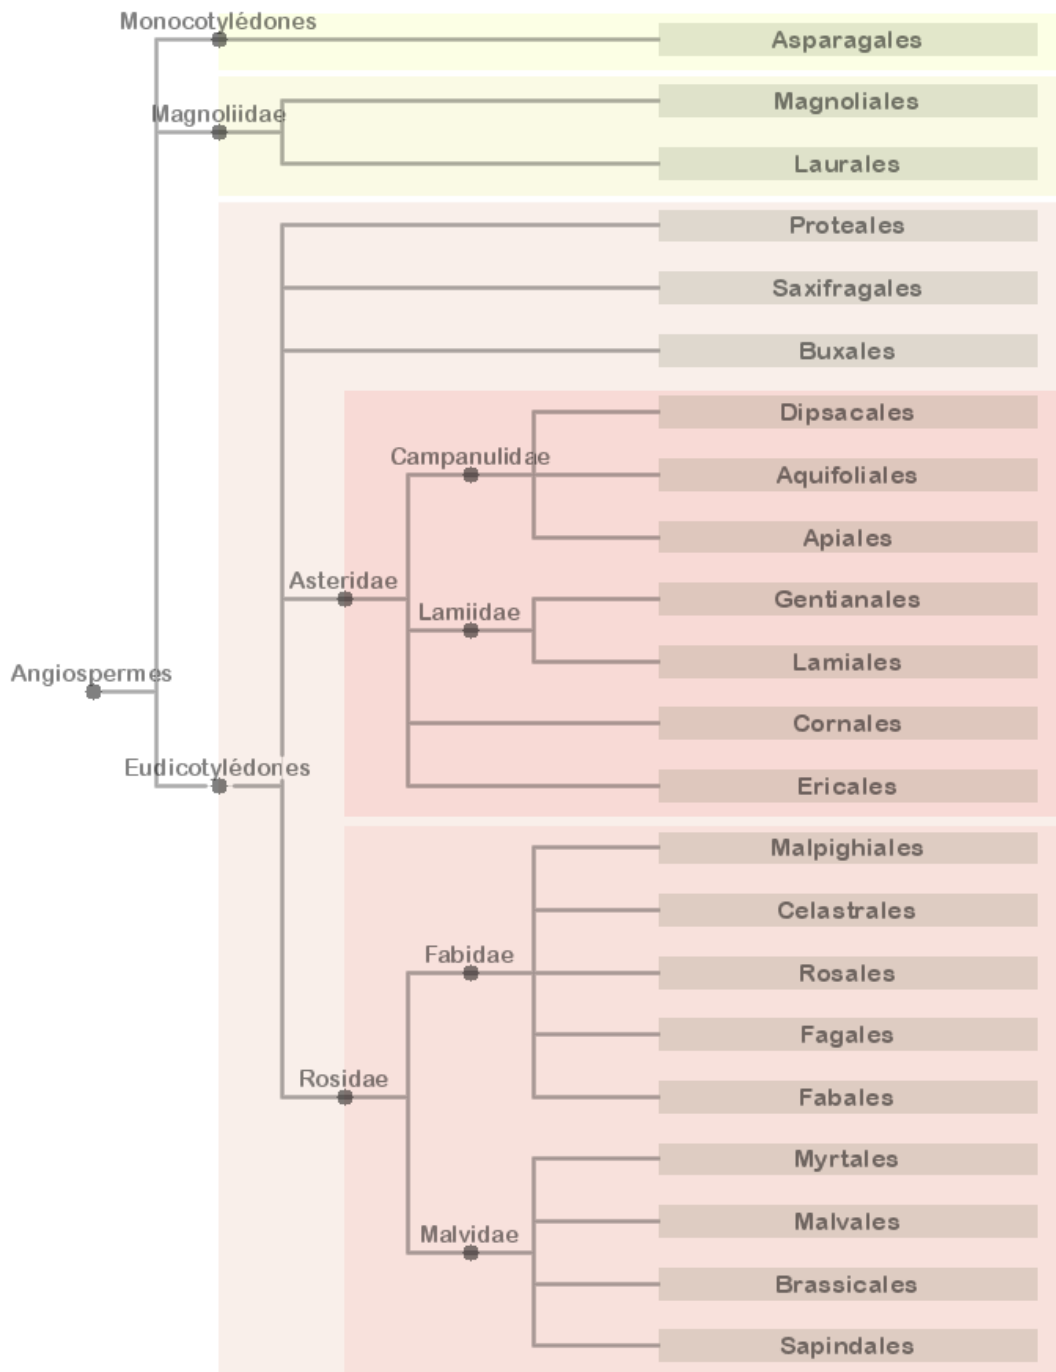 Monocotylédones
Asparagales
Magnoliidae
Magnoliales
Laurales
Proteales
Saxifragales
Buxales
Dipsacales
Campanulidae
Aquifoliales
Apiales
Asteridae
Gentianales
Lamiidae
Lamiales
Angiospermes
Cornales
Eudicotylédones
Ericales
Malpighiales
Celastrales
Fabidae
Rosales
Fagales
Rosidae
Fabales
Myrtales
Malvales
Malvidae
Brassicales
Sapindales